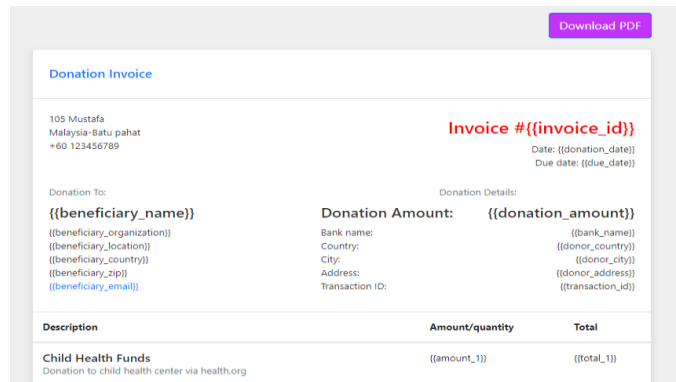 Download PDF
Donation Invoice
105 Mustafa
Malaysia-Batu pahat
+60 123456789
Invoice #{{invoice_id}}
Date: {{donation_date}}
Due date: {{due_date}}
Donation To:
{{beneficiary_name}}
{{beneficiary_organization}}
{{beneficiary_location}}
{{beneficiary_country}}
{{beneficiary_zip}}
{{beneficiary_email}}
Donation Details:
Donation Amount: {{donation_amount}}
Bank name: {{bank_name}}
Country: {{donor_country}}
City: {{donor_city}}
Address: {{donor_address}}
Transaction ID: {{transaction_id}}
Description Amount/quantity Total
Child Health Funds {{amount_1}} {{total_1}}
Donation to child health center via health.org